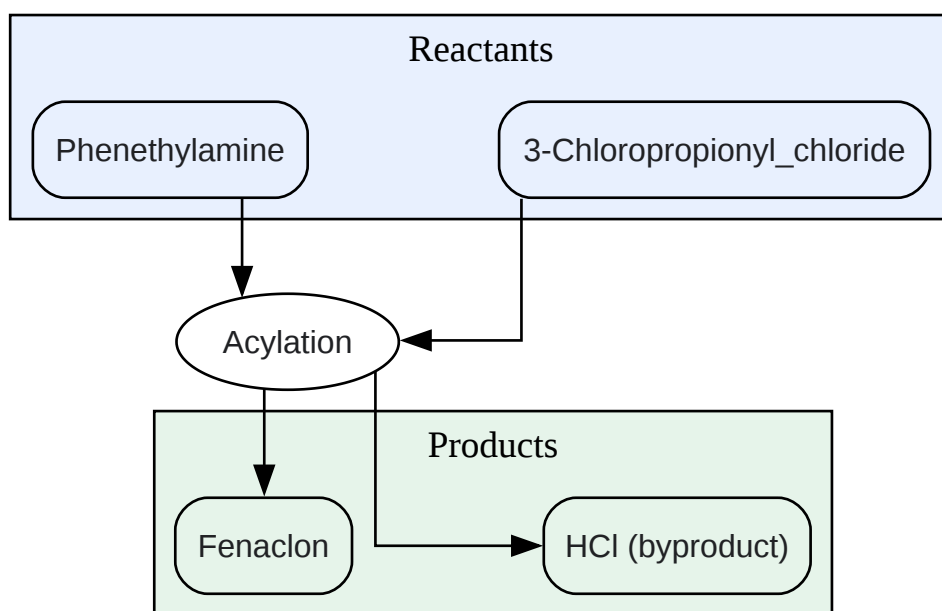 Reactants
Phenethylamine
3-Chloropropionyl_chloride
Acylation
Products
Fenaclon
HCl (byproduct)